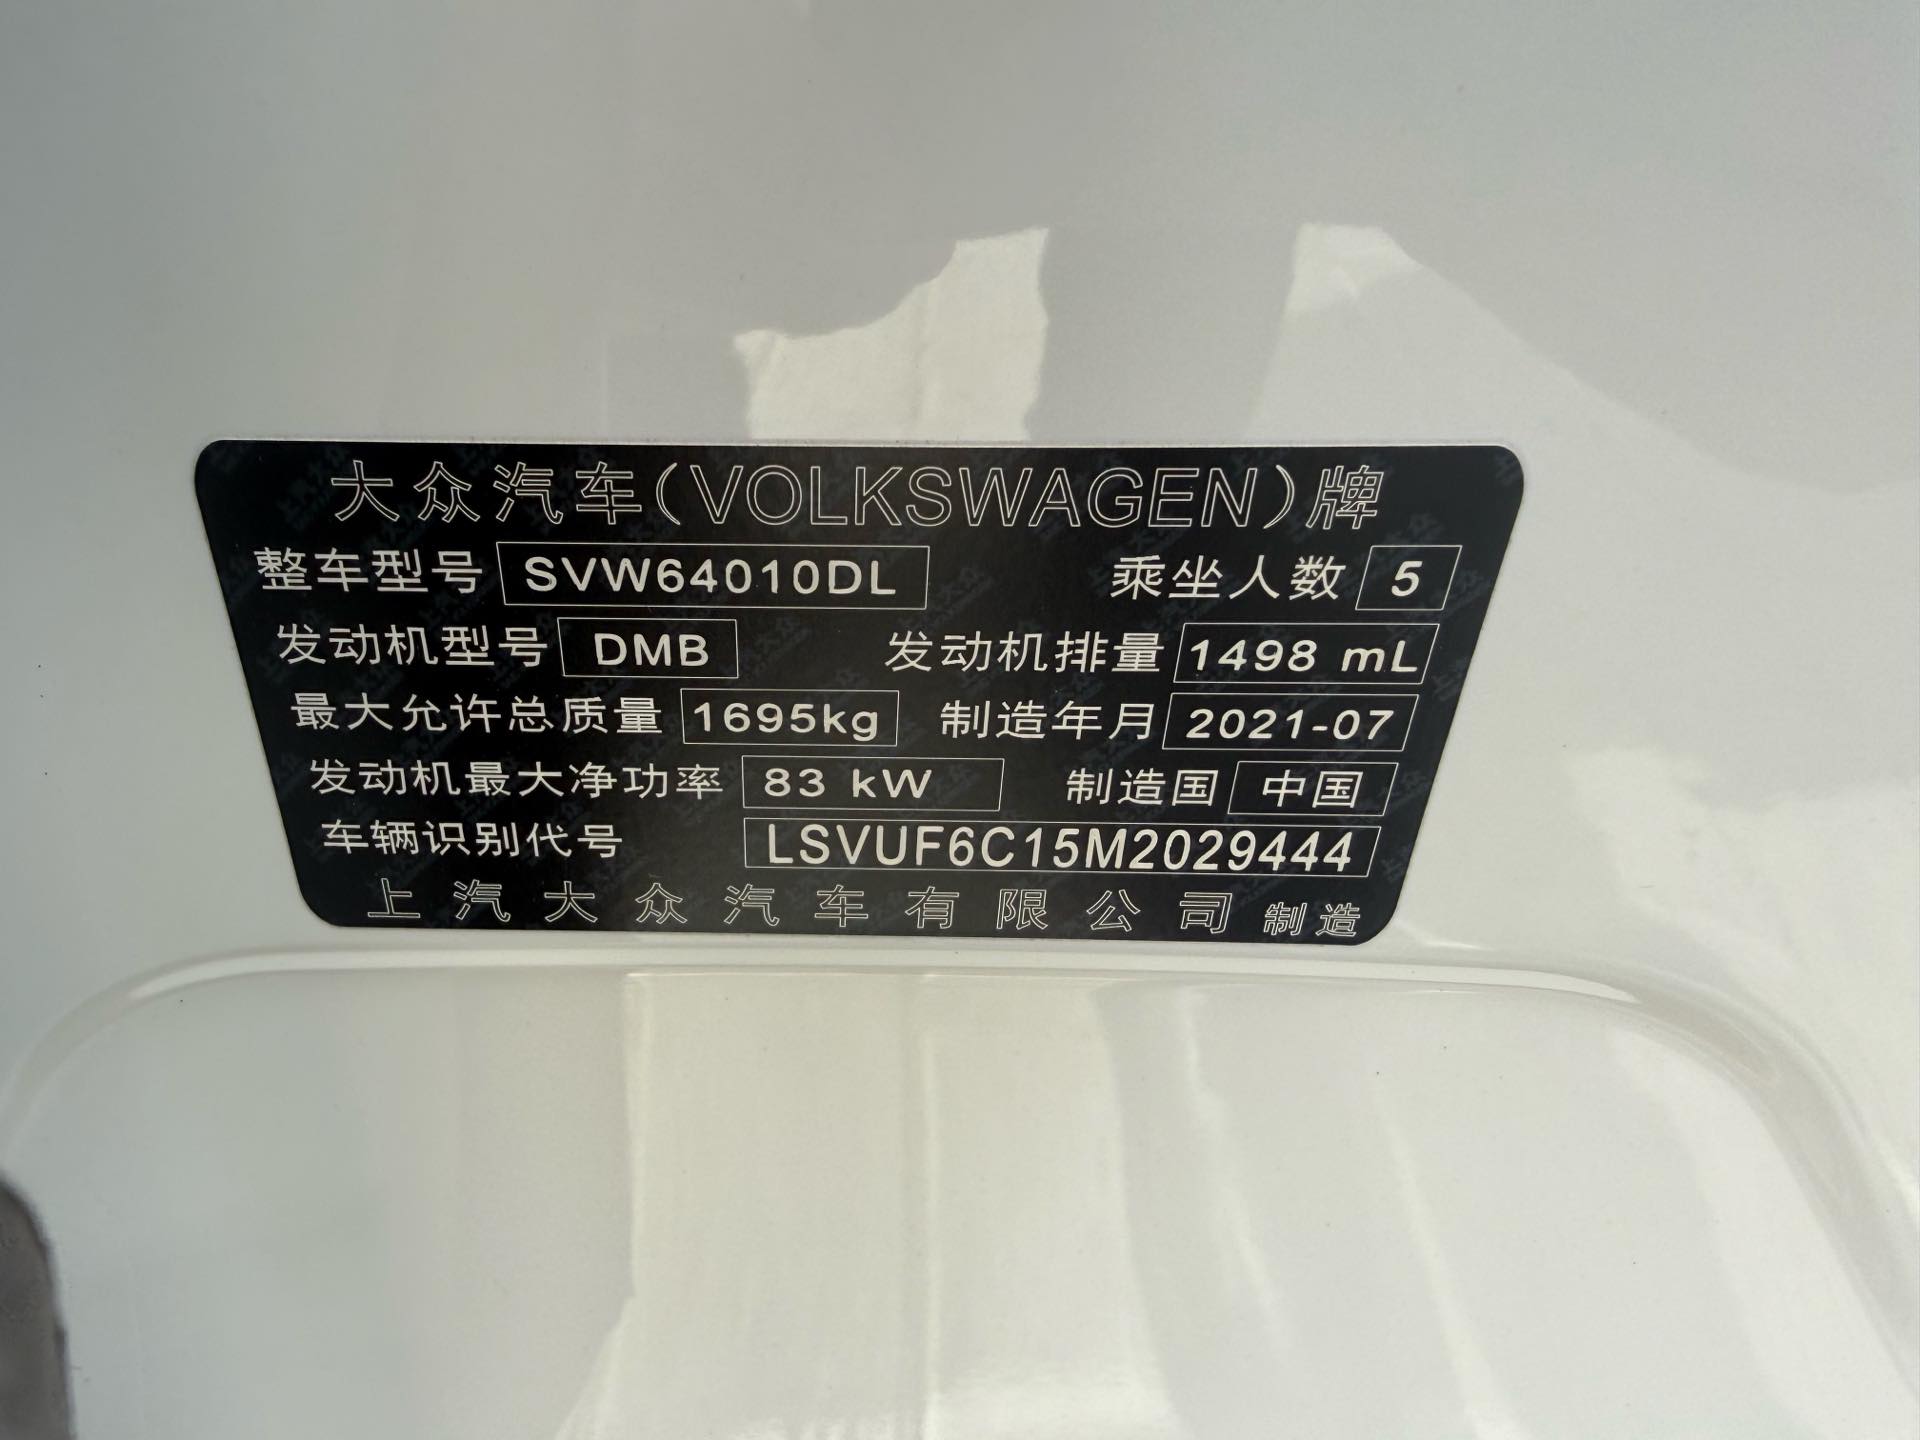 大众汽车(VOLKSWAGEN)牌
整车型号 SVW64010DL 乘坐人数 5
发动机型号 DMB 发动机排量 1498 mL
最大允许总质量 1695kg 制造年月 2021-07
发动机最大净功率 83 kW 制造国 中国
车辆识别代号 LSVUF6C15M2029444
上汽大众汽车有限公司 制造